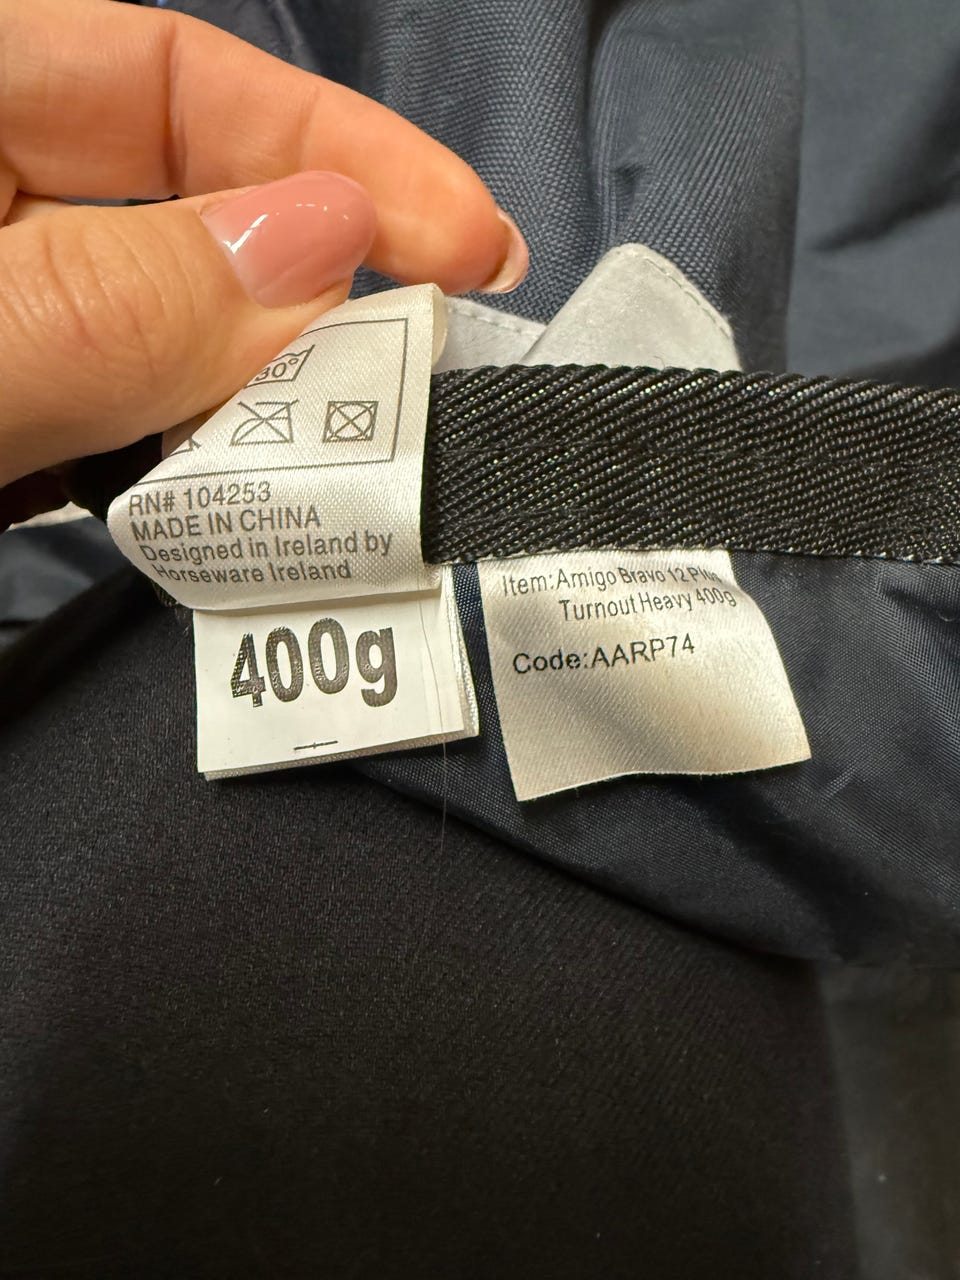 30°
RN# 104253
MADE IN CHINA
Designed in Ireland by
Horseware Ireland
400g
Item:Amigo Bravo 12 Plus
Turnout Heavy 400g
Code:AARP74